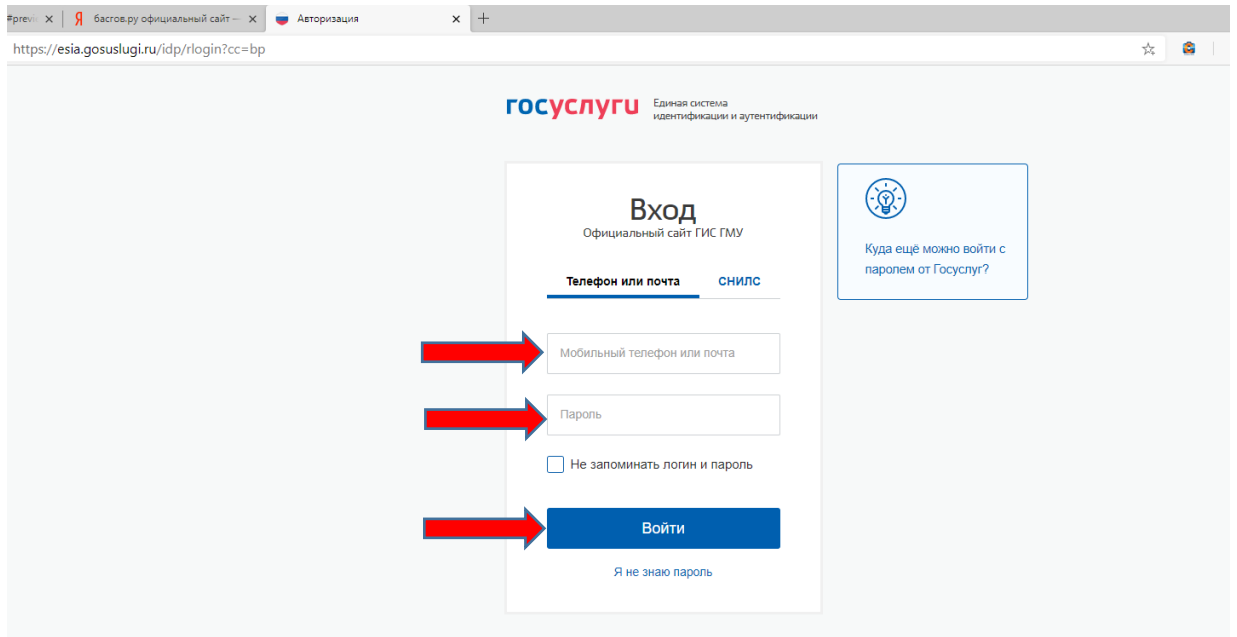 #previ
Я басгов.ру официальный сайт —
Авторизация
https://esia.gosuslugi.ru/idp/rlogin?cc=bp
госуслуги
Единая система
идентификации и аутентификации
Вход
Официальный сайт ГИС ГМУ
Телефон или почта СНИЛС
Мобильный телефон или почта
Пароль
Не запоминать логин и пароль
Войти
Я не знаю пароль
Куда ещё можно войти с
паролем от Госуслуг?